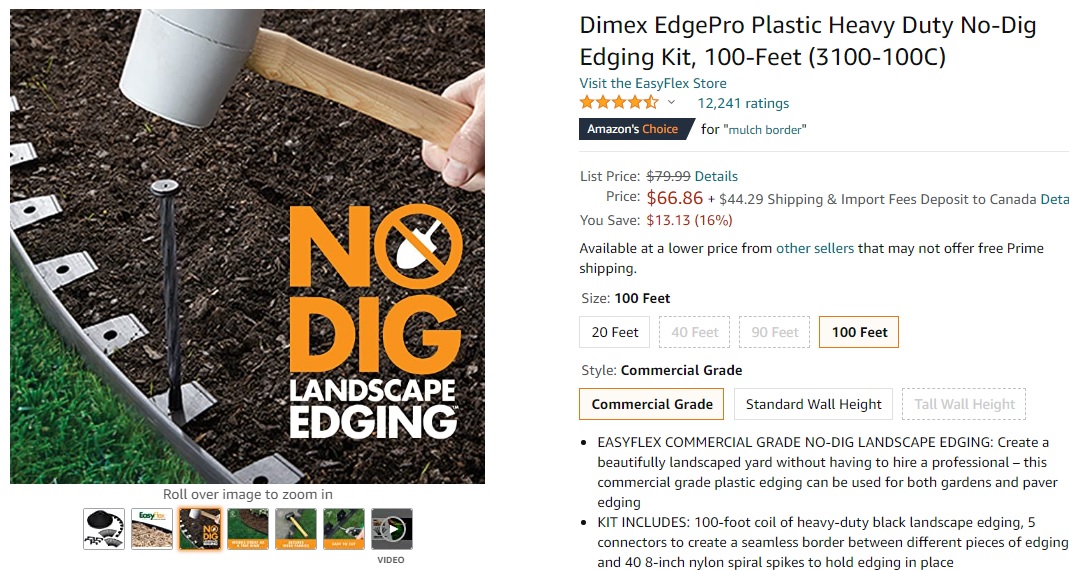 NO
DIG
LANDSCAPE
EDGING™
Roll over image to zoom in
EasyFlex
NO
DIG
VIDEO
Dimex EdgePro Plastic Heavy Duty No-Dig
Edging Kit, 100-Feet (3100-100C)
Visit the EasyFlex Store
12,241 ratings
Amazon's Choice for "mulch border"
List Price: $79.99 Details
Price: $66.86 + $44.29 Shipping & Import Fees Deposit to Canada Deta
You Save: $13.13 (16%)
Available at a lower price from other sellers that may not offer free Prime
shipping.
Size: 100 Feet
20 Feet 40 Feet 90 Feet 100 Feet
Style: Commercial Grade
Commercial Grade Standard Wall Height Tall Wall Height
• EASYFLEX COMMERCIAL GRADE NO-DIG LANDSCAPE EDGING: Create a
beautifully landscaped yard without having to hire a professional – this
commercial grade plastic edging can be used for both gardens and paver
edging
• KIT INCLUDES: 100-foot coil of heavy-duty black landscape edging, 5
connectors to create a seamless border between different pieces of edging
and 40 8-inch nylon spiral spikes to hold edging in place